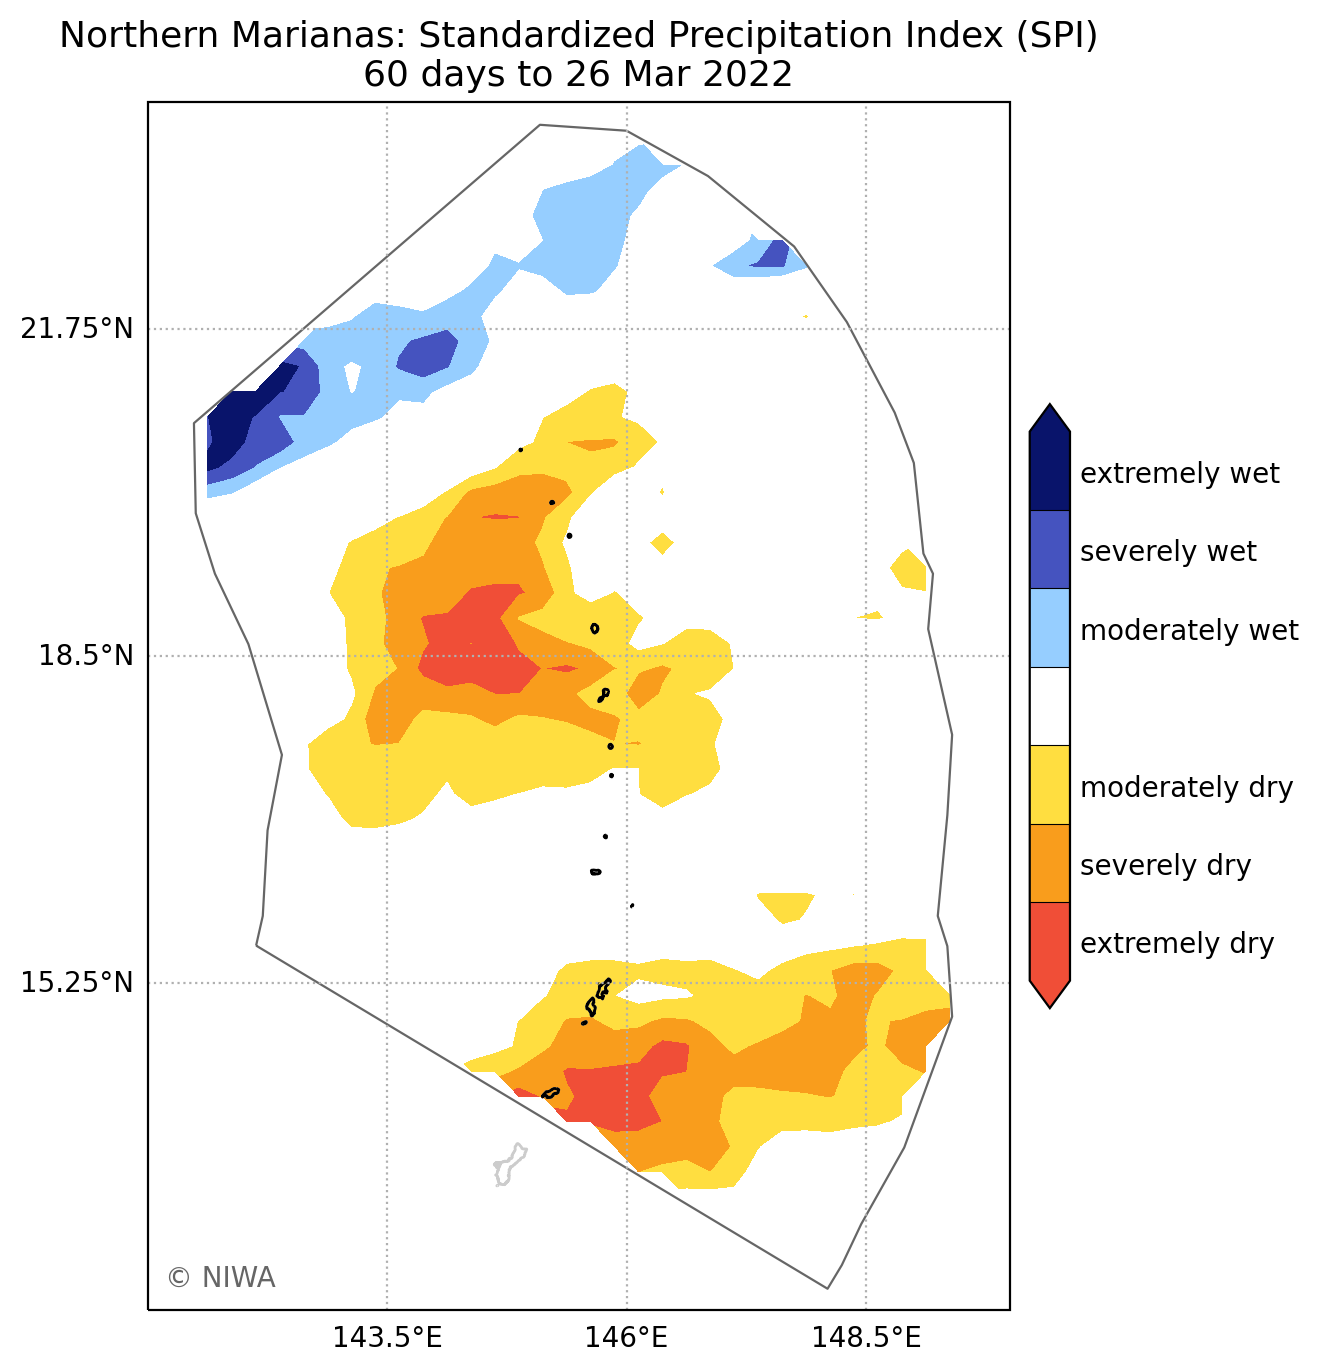 Northern Marianas: Standardized Precipitation Index (SPI)
60 days to 26 Mar 2022
21.75°N
18.5°N
15.25°N
143.5°E
146°E
148.5°E
extremely wet
severely wet
moderately wet
moderately dry
severely dry
extremely dry
© NIWA